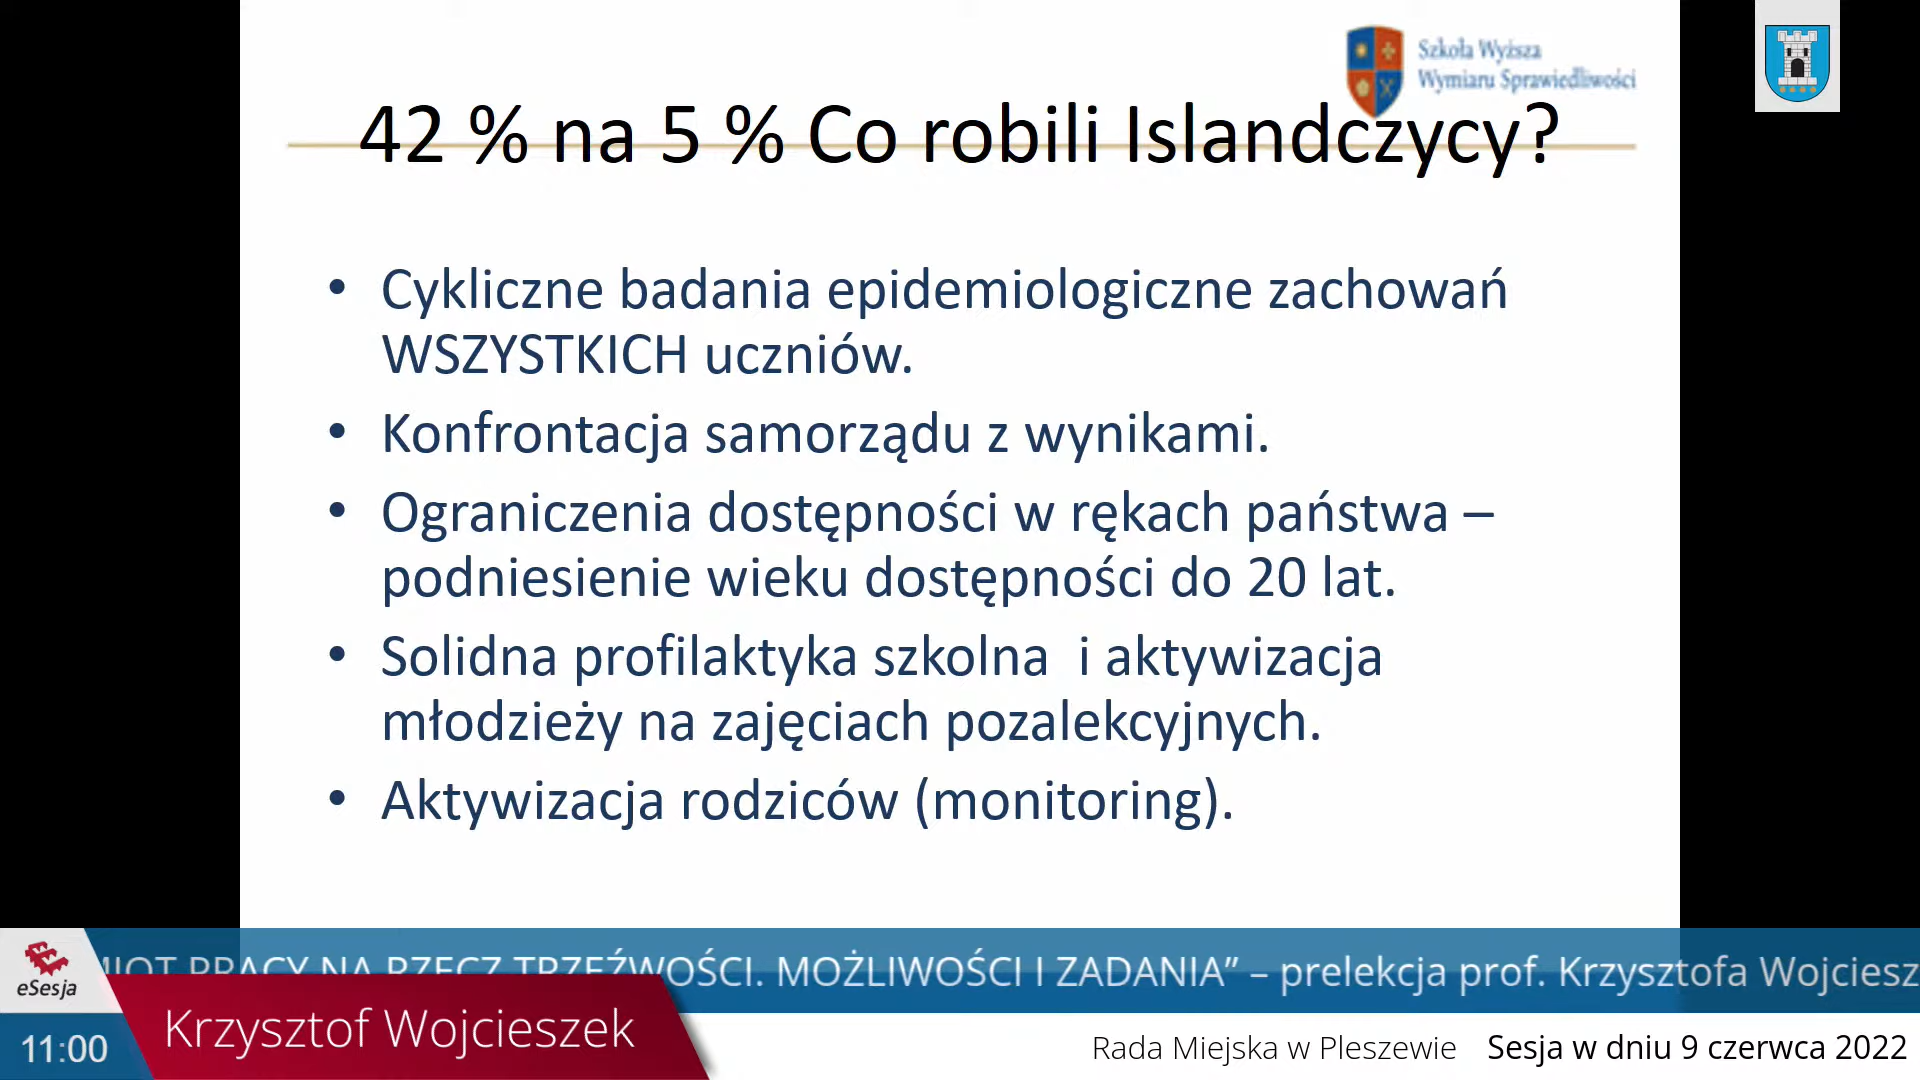 Szkoła Wyższa
Wymiaru Sprawiedliwości
42 % na 5 % Co robili Islandczycy?
• Cykliczne badania epidemiologiczne zachowań
WSZYSTKICH uczniów.
• Konfrontacja samorządu z wynikami.
• Ograniczenia dostępności w rękach państwa –
podniesienie wieku dostępności do 20 lat.
• Solidna profilaktyka szkolna i aktywizacja
młodzieży na zajęciach pozalekcyjnych.
• Aktywizacja rodziców (monitoring).
PRACY NA RZECZ TRZEŹWOŚCI. MOŻLIWOŚCI I ZADANIA” – prelekcja prof. Krzysztofa Wojciesz
eSesja
Krzysztof Wojcieszek
11:00
Rada Miejska w Pleszewie Sesja w dniu 9 czerwca 2022